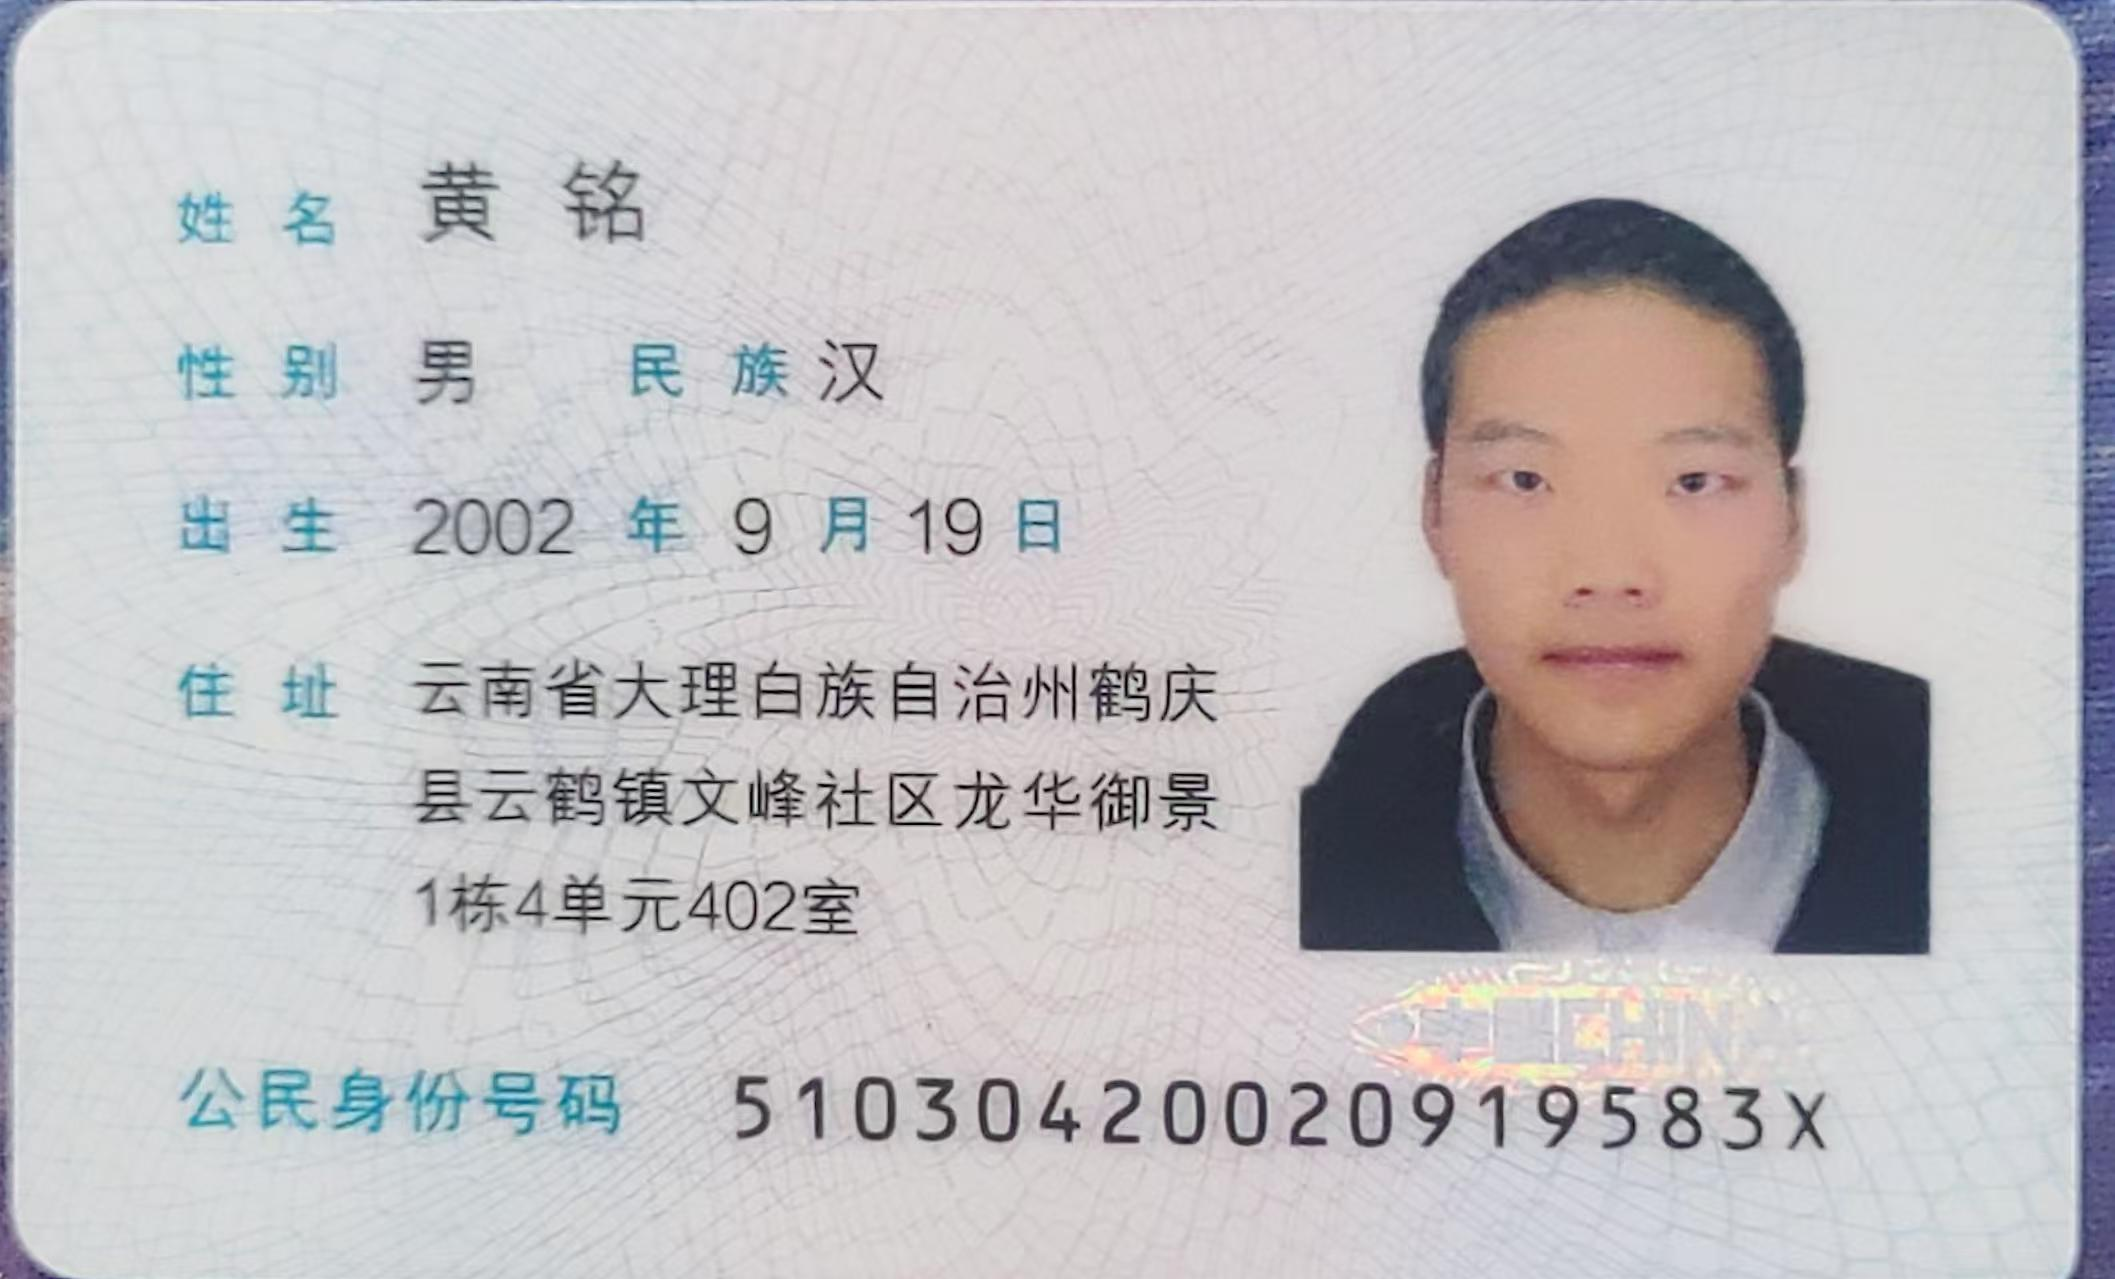 姓名 黄铭
性别 男 民族 汉
出生 2002 年 9 月 19 日
住址 云南省大理白族自治州鹤庆
县云鹤镇文峰社区龙华御景
1栋4单元402室
公民身份号码 51030420020919583X